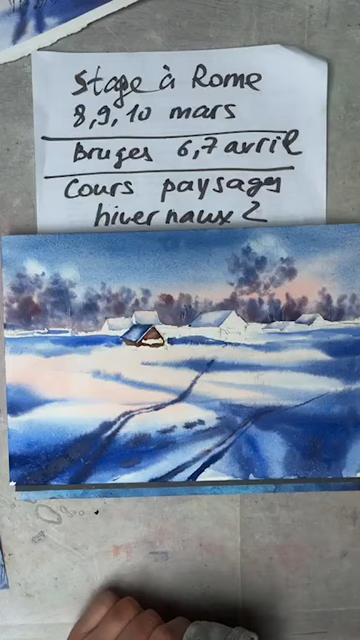 Stage à Rome
8,9,10 mars
Bruges 6,7 avril
Cours paysages
hivernaux 2